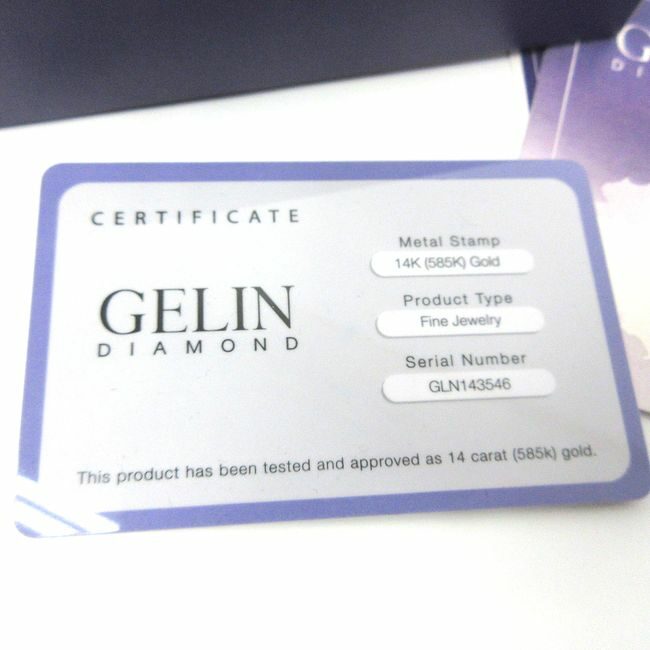 CERTIFICATE
GELIN
DIAMOND
Metal Stamp
14K (585K) Gold
Product Type
Fine Jewelry
Serial Number
GLN143546
This product has been tested and approved as 14 carat (585k) gold.